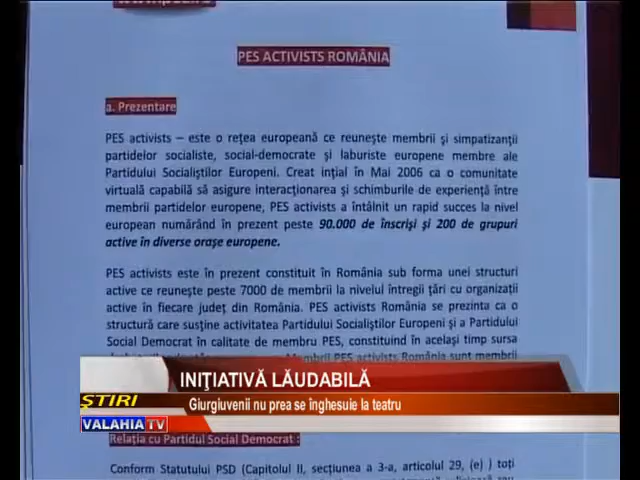 PES ACTIVISTS ROMÂNIA
a. Prezentare
PES activists – este o rețea europeană ce reunește membrii și simpatizanții
partidelor socialiste, social-democrate și laburiste europene membre ale
Partidului Socialiștilor Europeni. Creat ințial în Mai 2006 ca o comunitate
virtuală capabilă să asigure interacționarea și schimburile de experiență între
membrii partidelor europene, PES activists a întâlnit un rapid succes la nivel
european numărând în prezent peste 90.000 de înscriși și 200 de grupuri
active în diverse orașe europene.
PES activists este în prezent constituit în România sub forma unei structuri
active ce reunește peste 7000 de membrii la nivelul întregii țări cu organizații
active în fiecare județ din România. PES activists România se prezinta ca o
structură care susține activitatea Partidului Socialiștilor Europeni și a Partidului
Social Democrat în calitate de membru PES, constituind în același timp sursa
Membrii PES activists România sunt membrii
INIŢIATIVĂ LĂUDABILĂ
ŞTIRI
Giurgiuvenii nu prea se înghesuie la teatru
VALAHIA TV
Relația cu Partidul Social Democrat :
Conform Statutului PSD (Capitolul II, secțiunea a 3-a, articolul 29, (e) ) toți